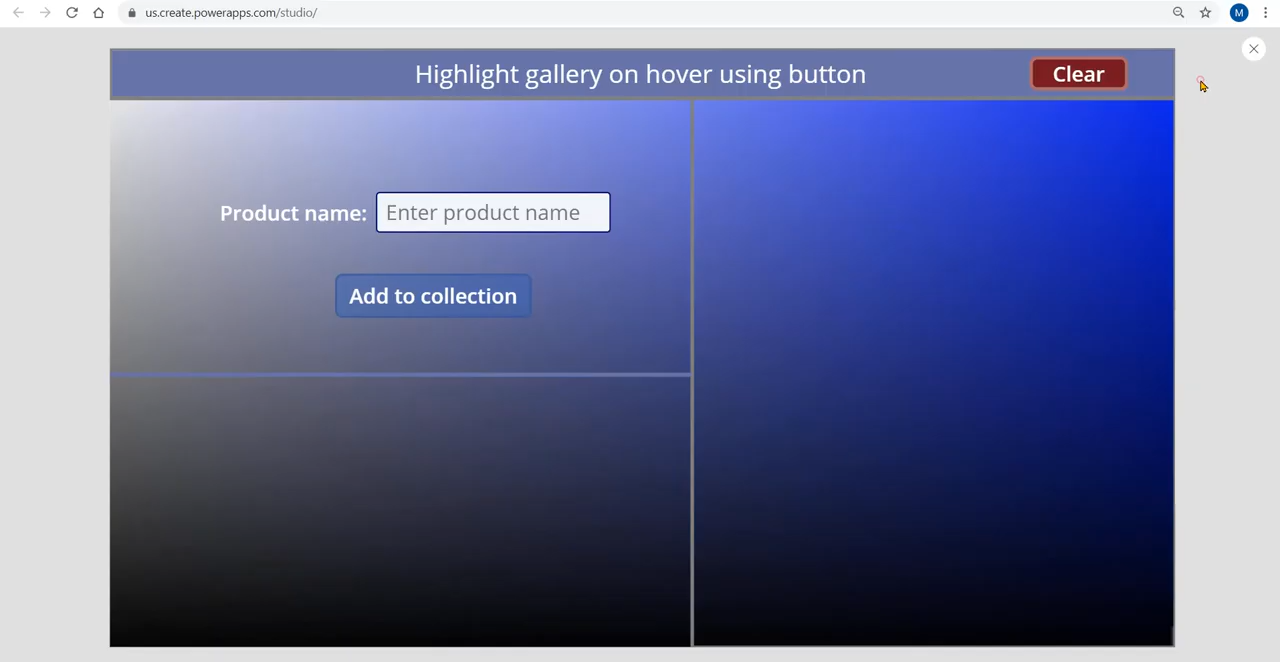 us.create.powerapps.com/studio/
M
Highlight gallery on hover using button
Clear
Product name:
Enter product name
Add to collection